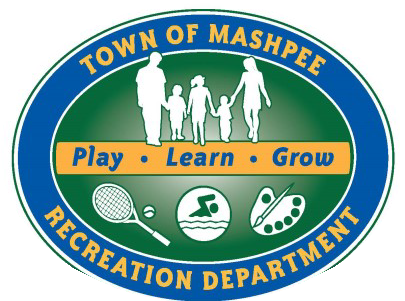 TOWN OF MASHPEE
Play • Learn • Grow
RECREATION DEPARTMENT